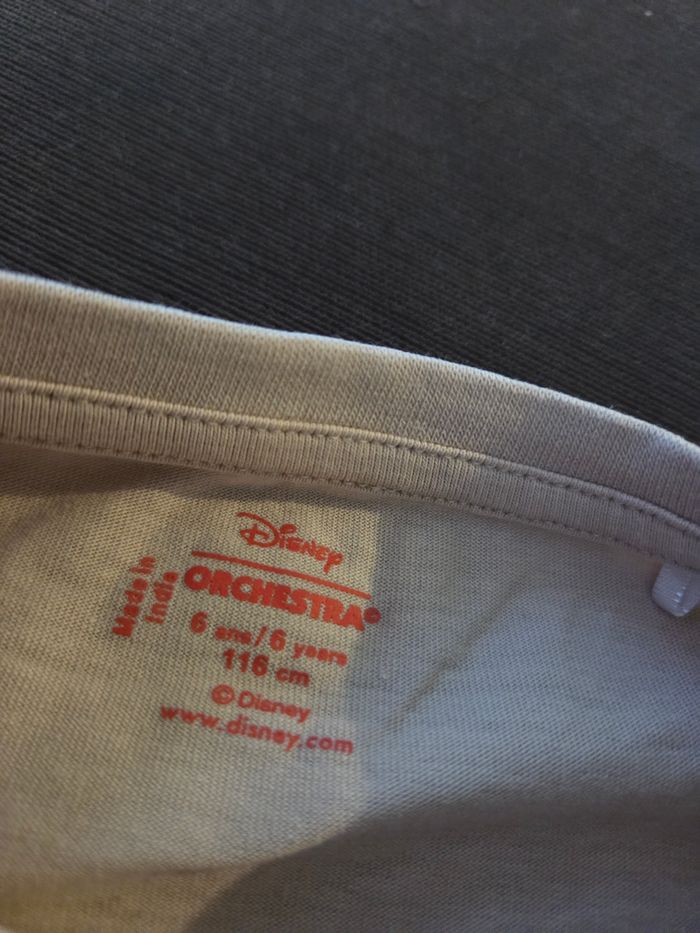 Disney
ORCHESTRA®
6 ans / 6 years
116 cm
© Disney
www.disney.com
Made in
India